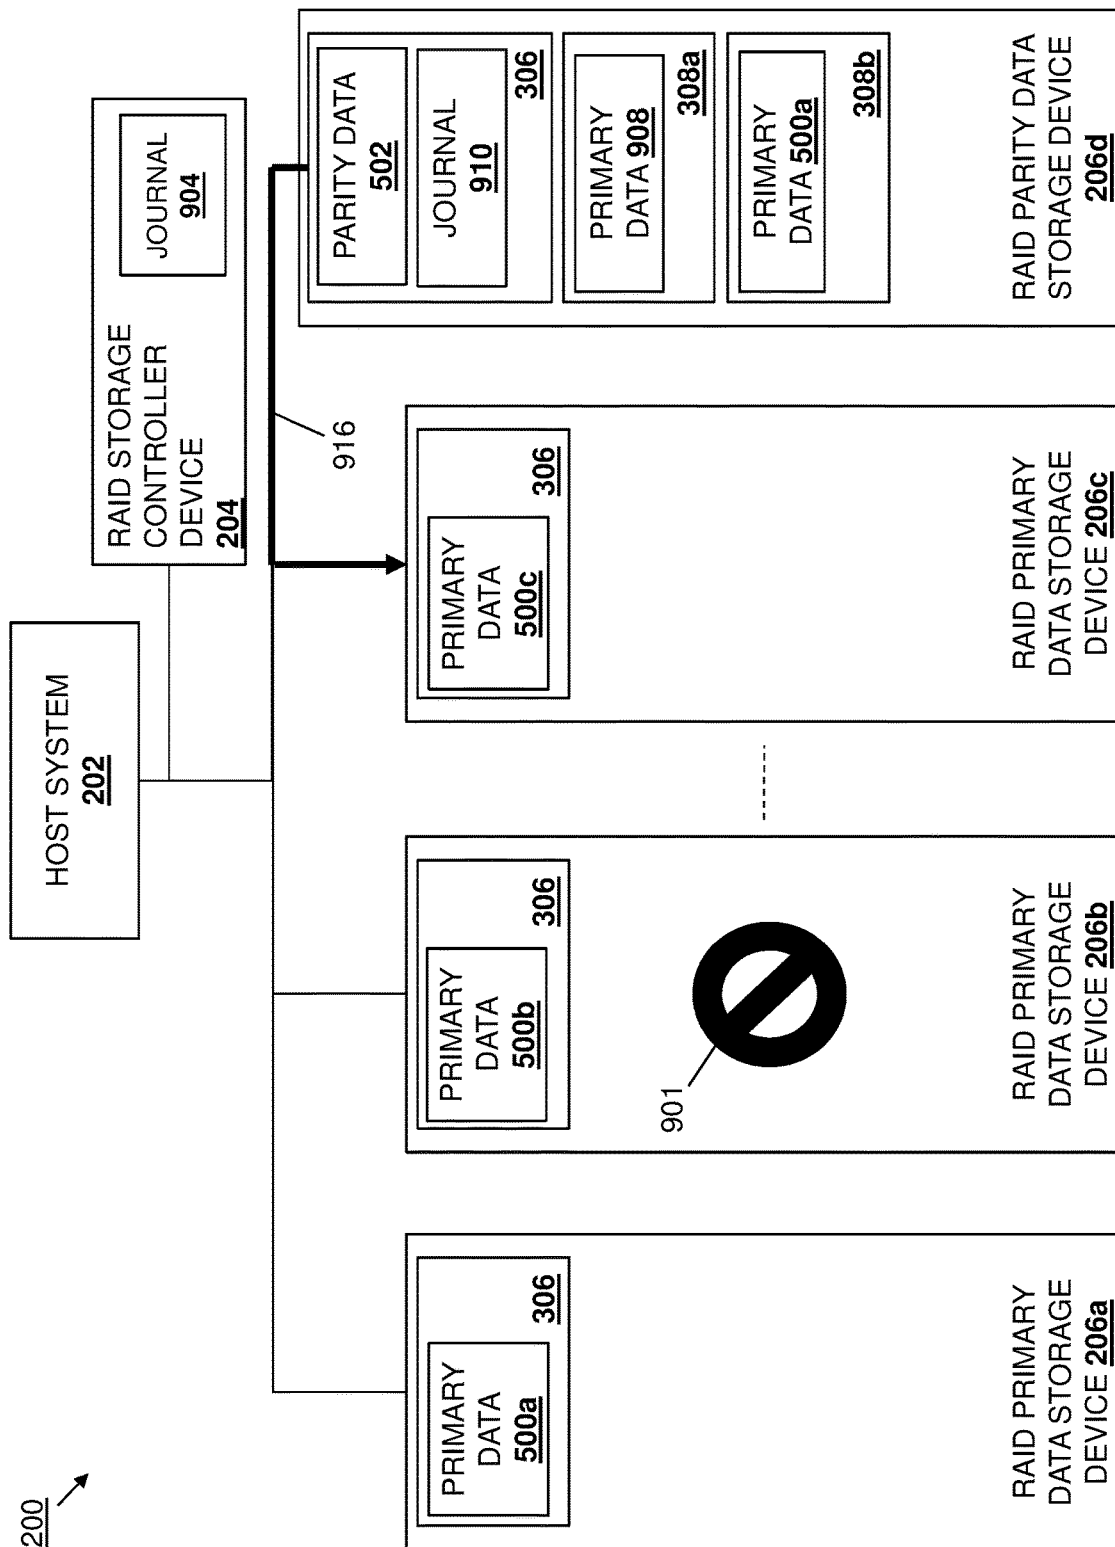 200
HOST SYSTEM
202
RAID STORAGE
CONTROLLER
DEVICE
204
JOURNAL
904
916
PRIMARY
DATA
500a
306
RAID PRIMARY
DATA STORAGE
DEVICE 206a
PRIMARY
DATA
500b
306
901
RAID PRIMARY
DATA STORAGE
DEVICE 206b
PRIMARY
DATA
500c
306
RAID PRIMARY
DATA STORAGE
DEVICE 206c
PARITY DATA
502
JOURNAL
910
306
PRIMARY
DATA 908
308a
PRIMARY
DATA 500a
308b
RAID PARITY DATA
STORAGE DEVICE
206d